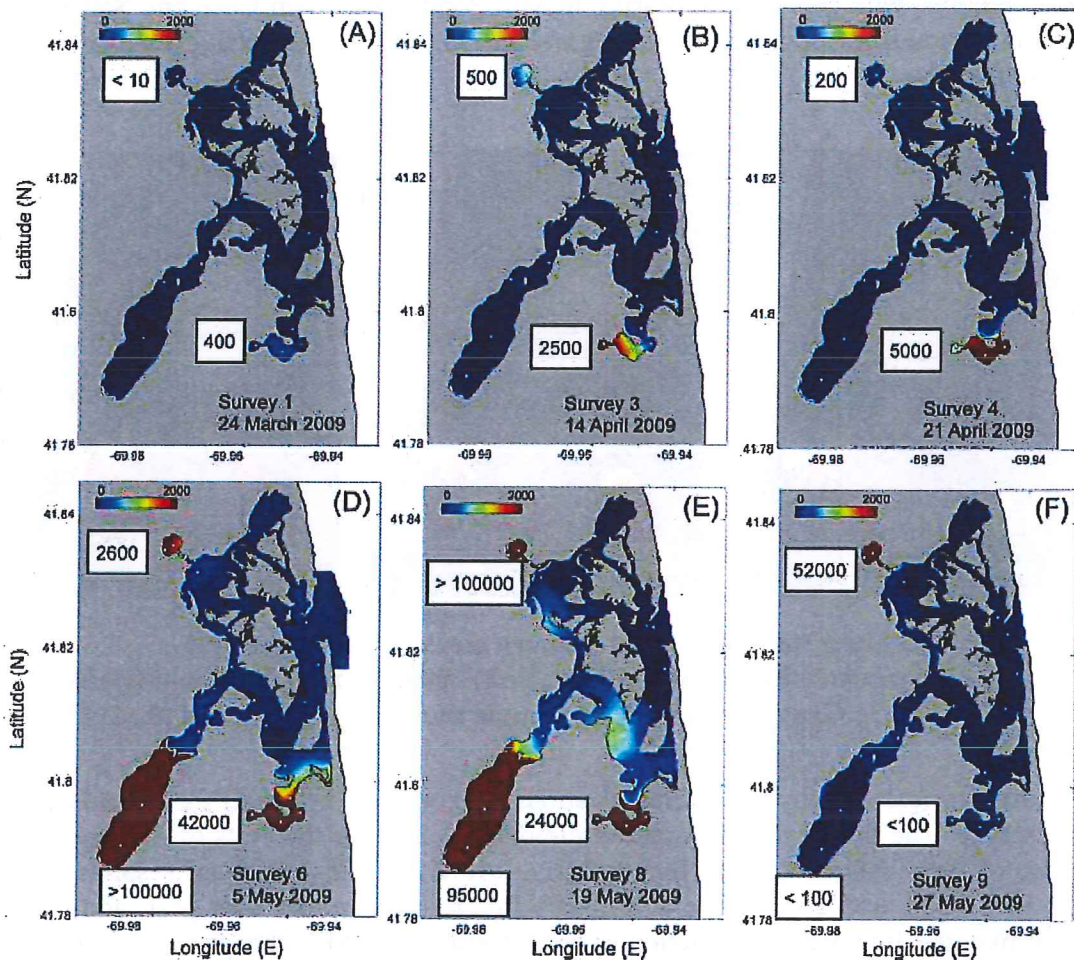 0 2000
(A)
41.84
< 10
41.82
Latitude (N)
41.8
400
Survey 1
24 March 2009
41.76
-69.98 -69.96 -69.94
0 2000
(B)
41.84
500
41.82
41.8
2500
Survey 3
14 April 2009
41.78
-69.98 -69.96 -69.94
0 2000
(C)
41.84
200
41.82
41.8
5000
Survey 4
21 April 2009
41.78
-69.98 -69.96 -69.94
0 2000
(D)
41.84
2600
41.82
Latitude (N)
41.8
42000
>100000
Survey 6
5 May 2009
41.78
-69.98 -69.96 -69.94
Longitude (E)
0 2000
(E)
41.84
> 100000
41.82
41.8
24000
95000
Survey 8
19 May 2009
41.78
-69.98 -69.96 -69.94
Longitude (E)
0 2000
(F)
41.84
52000
41.82
41.8
<100
< 100
Survey 9
27 May 2009
41.78
-69.98 -69.96 -69.94
Longitude (E)